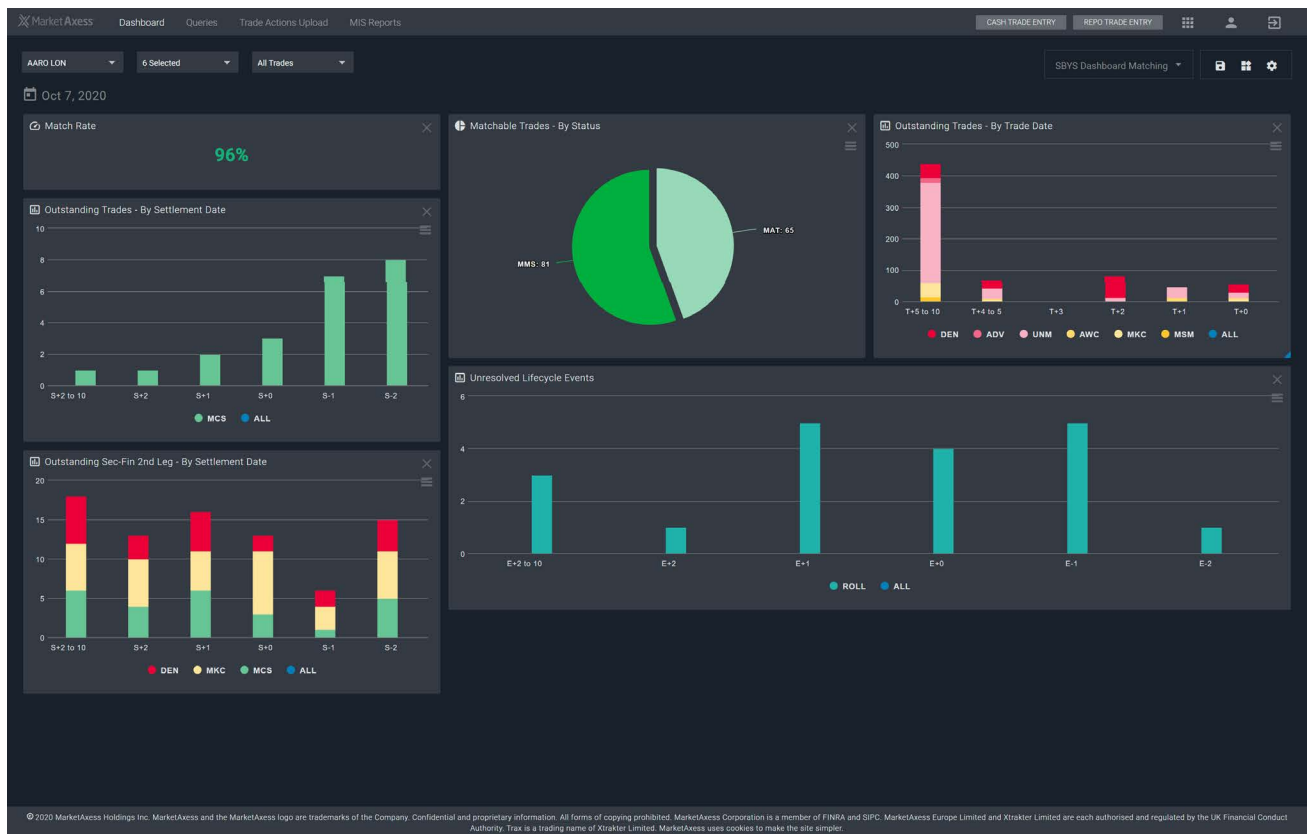 MarketAxess Dashboard Queries Trade Actions Upload MIS Reports CASH TRADE ENTRY REPO TRADE ENTRY
AARO LON 6 Selected All Trades SBYS Dashboard Matching
Oct 7, 2020
Match Rate
96%
Outstanding Trades - By Settlement Date
10
8
6
4
2
0
S+2 to 10 S+2 S+1 S+0 S-1 S-2
MCS ALL
Outstanding Sec-Fin 2nd Leg - By Settlement Date
20
15
10
5
0
S+2 to 10 S+2 S+1 S+0 S-1 S-2
DEN MKC MCS ALL
Matchable Trades - By Status
MAT: 65
MMS: 81
Outstanding Trades - By Trade Date
500
400
300
200
100
0
T+5 to 10 T+4 to 5 T+3 T+2 T+1 T+0
DEN ADV UNM AWC MKC MSM ALL
Unresolved Lifecycle Events
6
4
2
0
E+2 to 10 E+2 E+1 E+0 E-1 E-2
ROLL ALL
© 2020 MarketAxess Holdings Inc. MarketAxess and the MarketAxess logo are trademarks of the Company. Confidential and proprietary information. All forms of copying prohibited. MarketAxess Corporation is a member of FINRA and SIPC. MarketAxess Europe Limited and Xtrakter Limited are each authorised and regulated by the UK Financial Conduct
Authority. Trax is a trading name of Xtrakter Limited. MarketAxess uses cookies to make the site simpler.